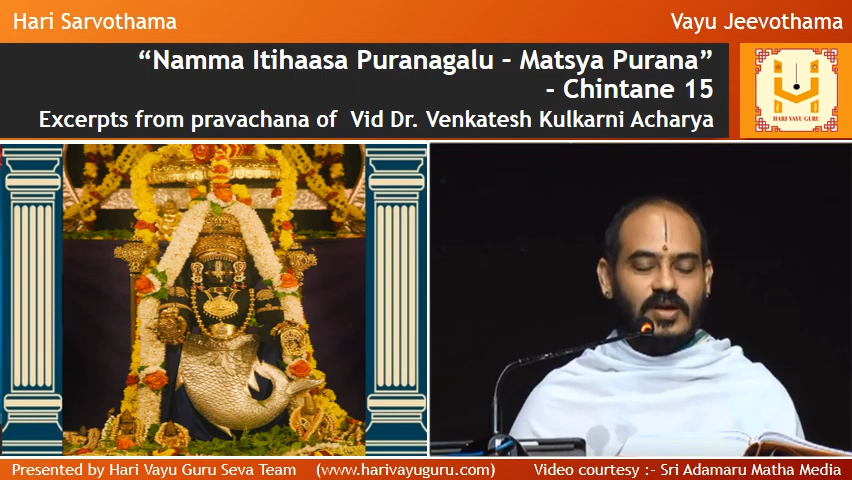 Hari Sarvothama
Vayu Jeevothama
“Namma Itihaasa Puranagalu – Matsya Purana”
- Chintane 15
Excerpts from pravachana of Vid Dr. Venkatesh Kulkarni Acharya
HARI VAYU GURU
Presented by Hari Vayu Guru Seva Team (www.harivayuguru.com)
Video courtesy :- Sri Adamaru Matha Media